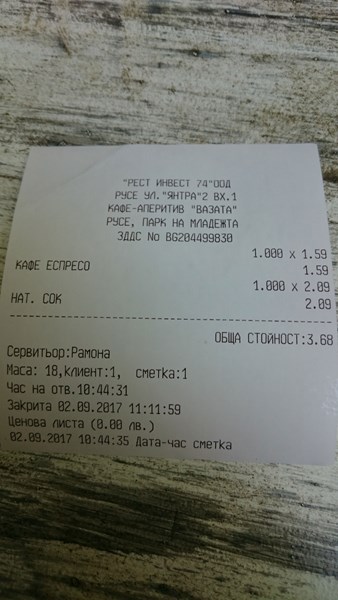 "РЕСТ ИНВЕСТ 74"ООД
РУСЕ УЛ."ЯНТРА"2 ВХ.1
КАФЕ-АПЕРИТИВ "ВАЗАТА"
РУСЕ, ПАРК НА МЛАДЕЖТА
ЗДДС No BG204499830
1.000 x 1.59
КАФЕ ЕСПРЕСО 1.59
1.000 x 2.09
НАТ. СОК 2.09
ОБЩА СТОЙНОСТ:3.68
Сервитьор:Рамона
Маса: 18,клиент:1, сметка:1
Час на отв.10:44:31
Закрита 02.09.2017 11:11:59
Ценова листа (0.00 лв.)
02.09.2017 10:44:35 Дата-час сметка